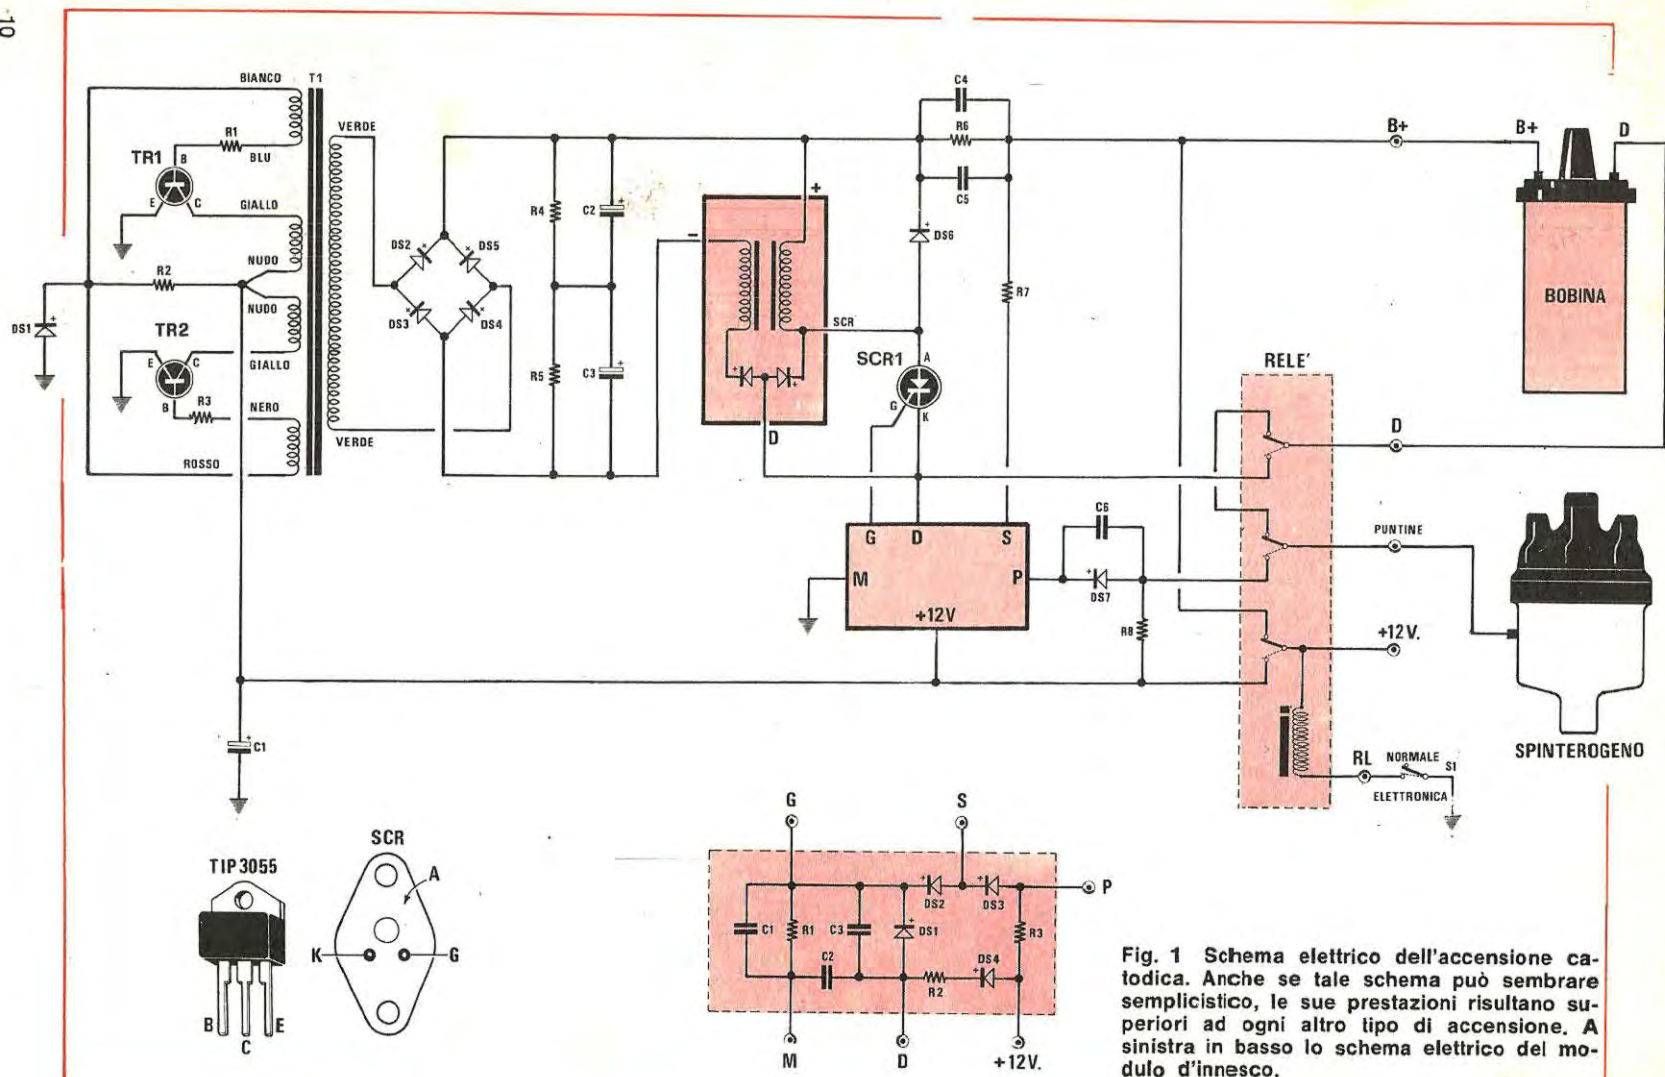 10
BIANCO
T1
R1
BLU
TR1
B
E
C
GIALLO
NUDO
R2
NUDO
DS1
TR2
E
C
GIALLO
B
R3
NERO
ROSSO
VERDE
VERDE
C1
DS2
DS5
DS3
DS4
R4
C2
R5
C3
-
+
D
SCR
C4
R6
C5
DS6
R7
SCR1
A
G
K
G
D
S
M
P
+12V
C6
DS7
R8
B+
B+
D
BOBINA
RELE'
D
PUNTINE
+12V.
SPINTEROGENO
RL
NORMALE
S1
ELETTRONICA
TIP3055
B
C
E
SCR
A
K
G
G
S
P
DS2
DS3
C1
R1
C3
DS1
R3
C2
R2
DS4
M
D
+12V.
Fig. 1 Schema elettrico dell'accensione ca-
todica. Anche se tale schema può sembrare
semplicistico, le sue prestazioni risultano su-
periori ad ogni altro tipo di accensione. A
sinistra in basso lo schema elettrico del mo-
dulo d'innesco.